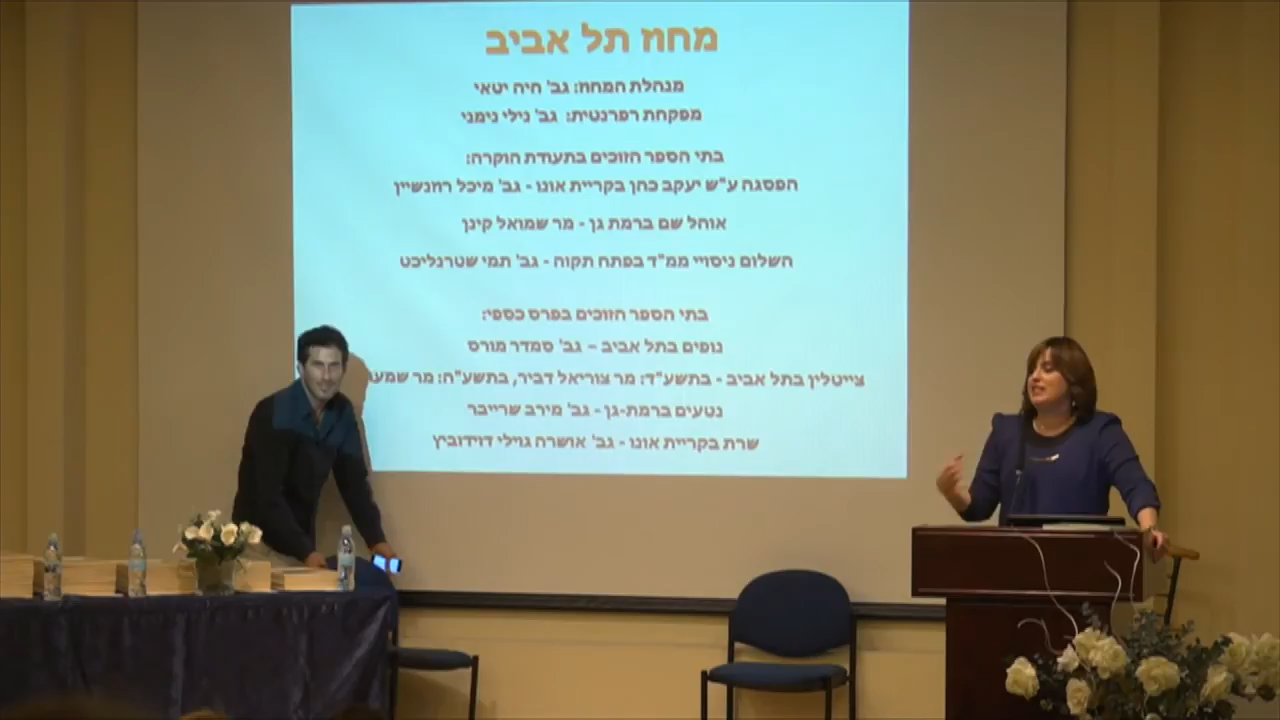 מחוז תל אביב
מנהלת המחוז: גב' חיה יטאי
מפקחת רפרנטית: גב' נילי נימני
בתי הספר הזוכים בתעודת הוקרה:
הפסגה ע"ש יעקב כהן בקריית אונו - גב' מיכל רוזנשיין
אוהל שם ברמת גן - מר שמואל קינן
השלום ניסויי ממ"ד בפתח תקוה - גב' תמי שטרנליכט
בתי הספר הזוכים בפרס כספי:
נופים בתל אביב – גב' סמדר מורס
צייטלין בתל אביב - בתשע"ד: מר צוריאל דביר, בתשע"ה: מר שמעו
נטעים ברמת-גן - גב' מירב שרייבר
שרת בקריית אונו - גב' אושרה גוילי דוידוביץ